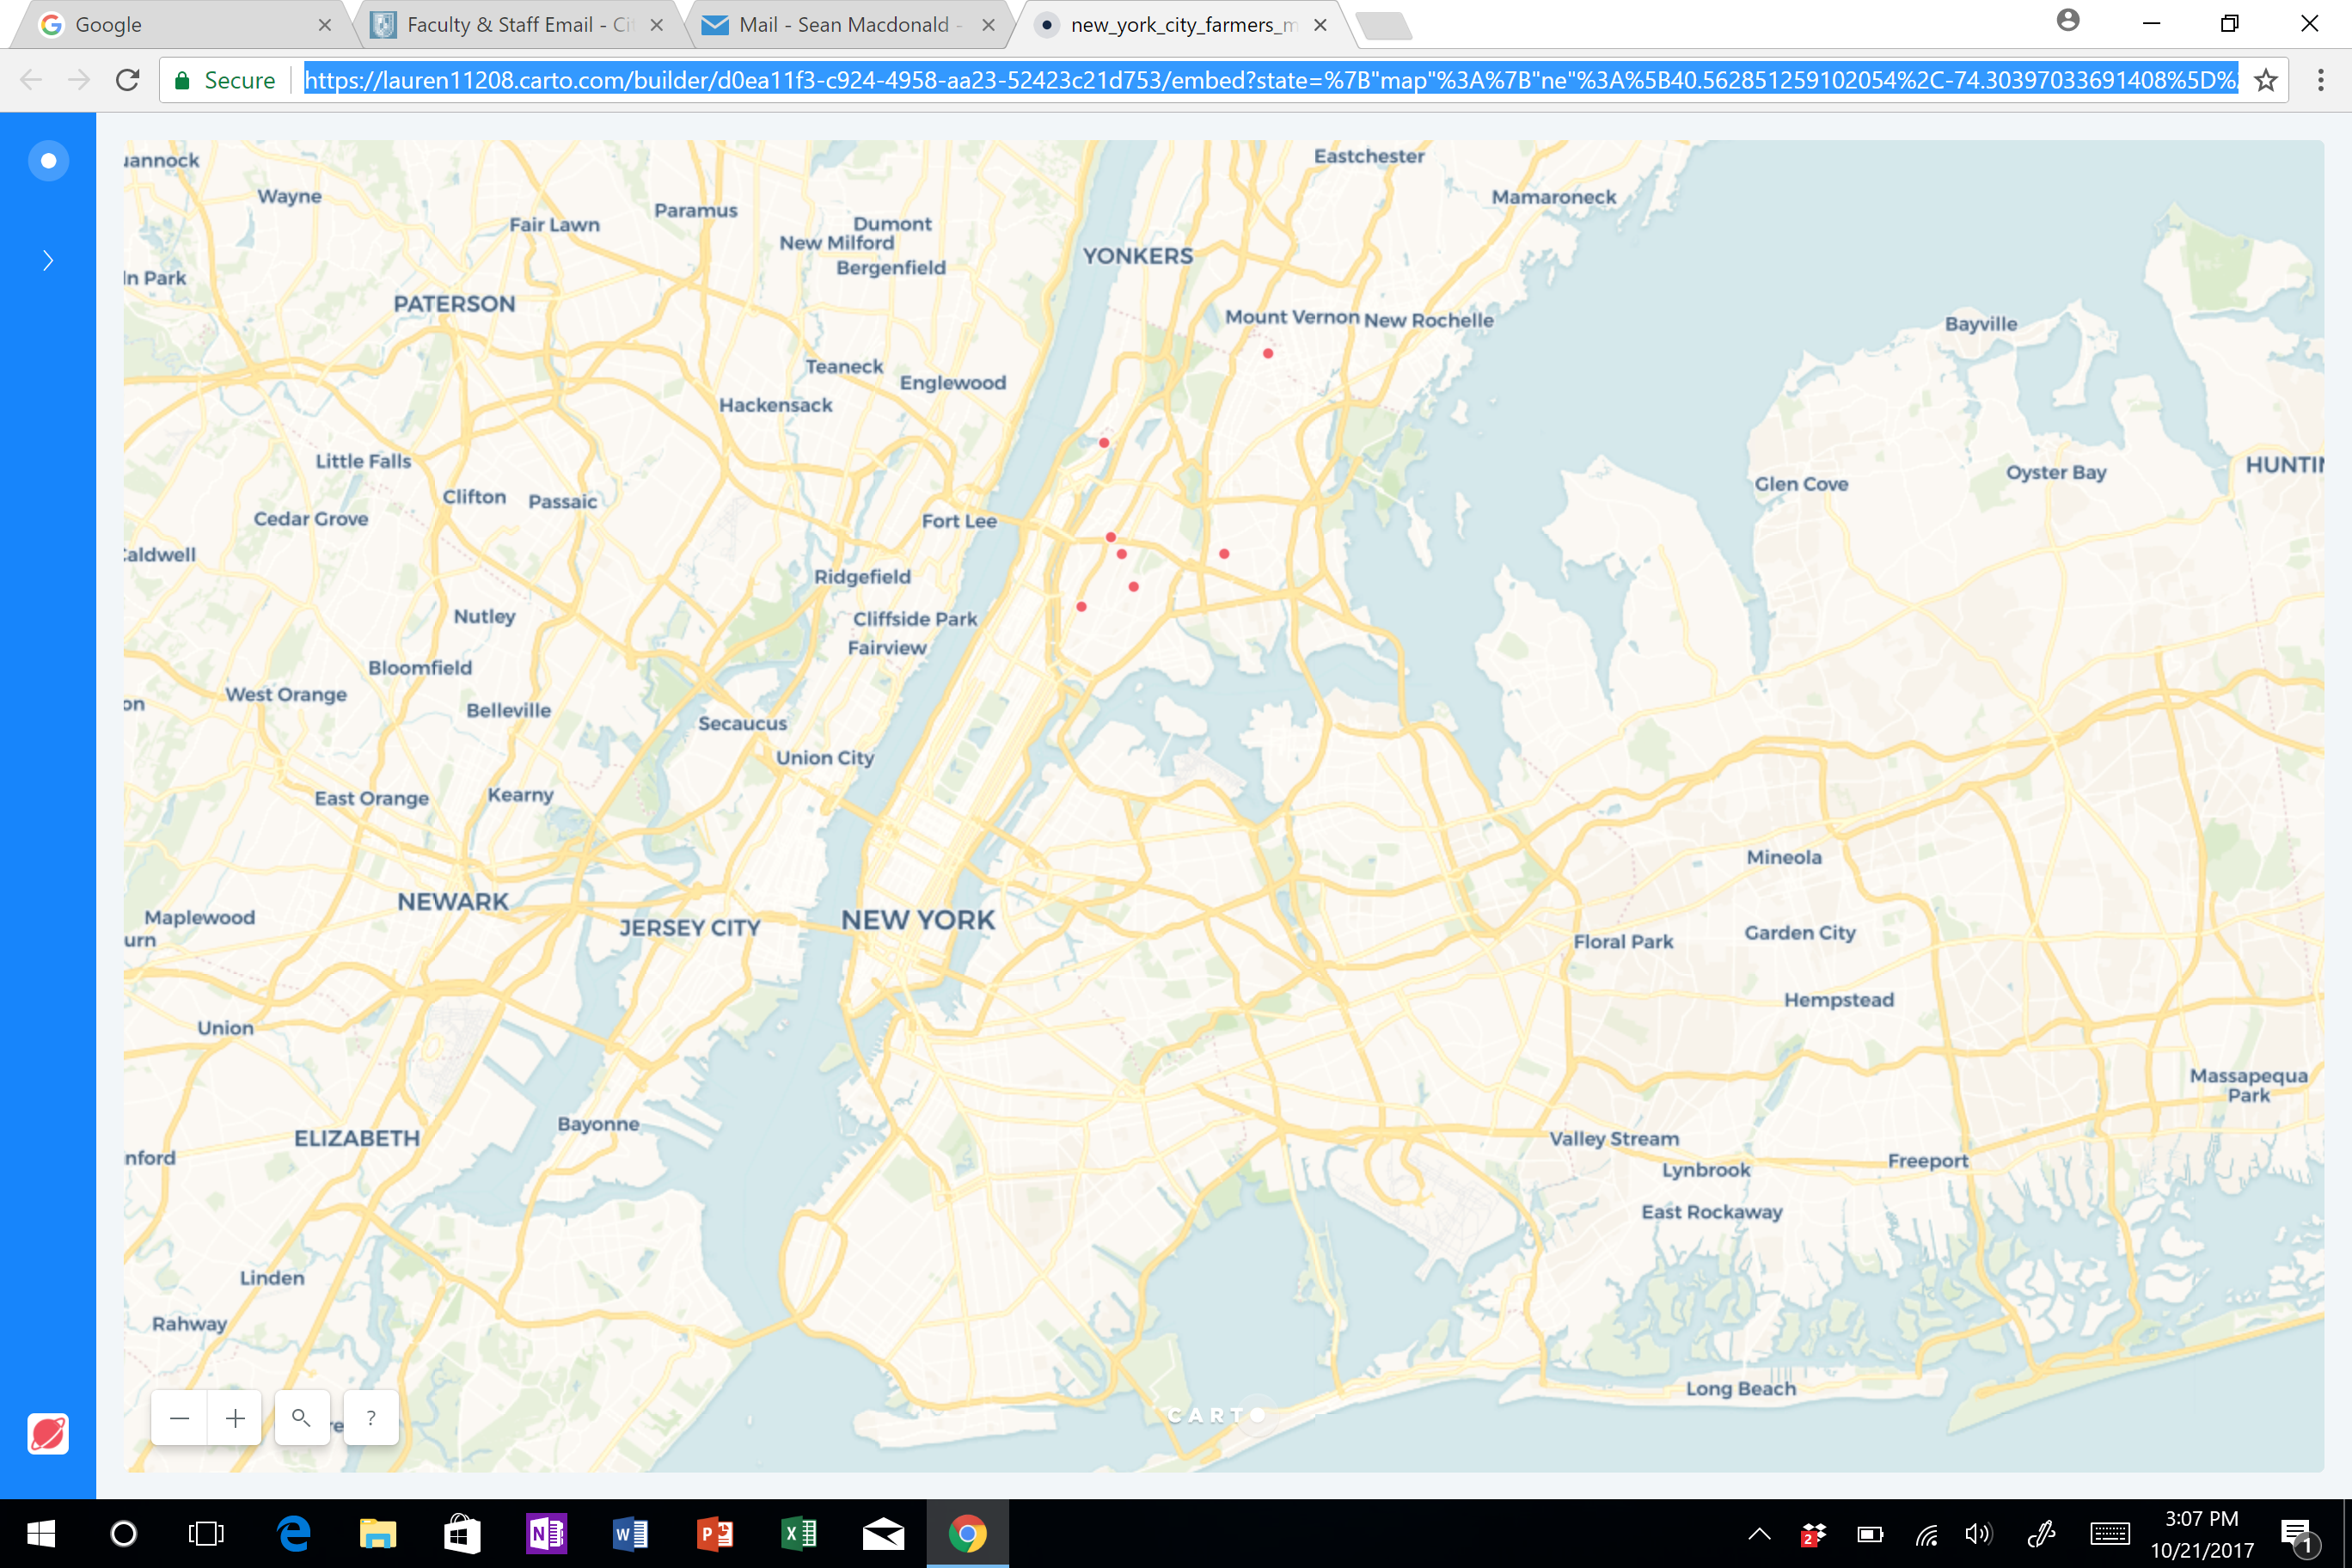 Google
Faculty & Staff Email - Ci
Mail - Sean Macdonald -
new_york_city_farmers_m
Secure
https://lauren11208.carto.com/builder/d0ea11f3-c924-4958-aa23-52423c21d753/embed?state=%7B"map"%3A%7B"ne"%3A%5B40.562851259102054%2C-74.30397033691408%5D%
Eastchester
Wayne
Mamaroneck
Paramus
Fair Lawn
Dumont
New Milford
YONKERS
Bergenfield
ln Park
PATERSON
Mount Vernon
New Rochelle
Bayville
Teaneck
Englewood
Hackensack
Little Falls
HUNTI
Oyster Bay
Glen Cove
Clifton
Passaic
Cedar Grove
Fort Lee
aldwell
Ridgefield
Nutley
Cliffside Park
Fairview
Bloomfield
West Orange
on
Belleville
Secaucus
Union City
East Orange
Kearny
Mineola
NEWARK
Maplewood
JERSEY CITY
NEW YORK
urn
Floral Park
Garden City
Hempstead
Union
Massapequa
Park
Bayonne
ELIZABETH
Valley Stream
nford
Lynbrook
Freeport
East Rockaway
Linden
Rahway
Long Beach
CARTO
− + ?
re
N W P X 2
3:07 PM
10/21/2017
1